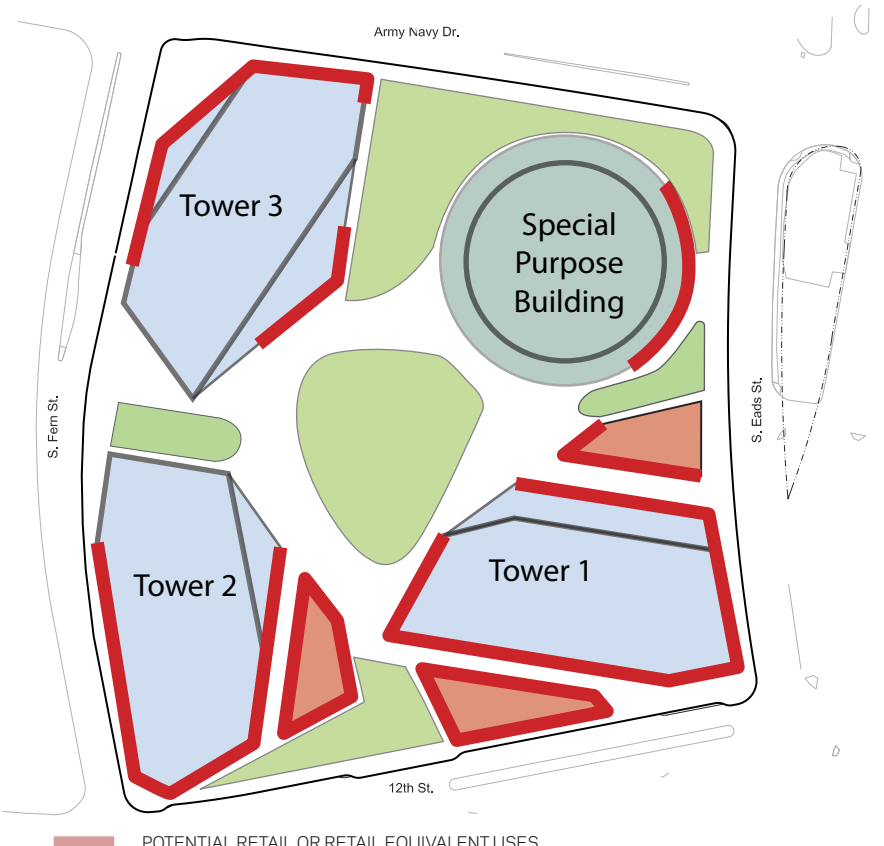 Army Navy Dr.
Tower 3
Special
Purpose
Building
S. Fern St.
S. Eads St.
Tower 2
Tower 1
12th St.
POTENTIAL RETAIL OR RETAIL EQUIVALENT USES